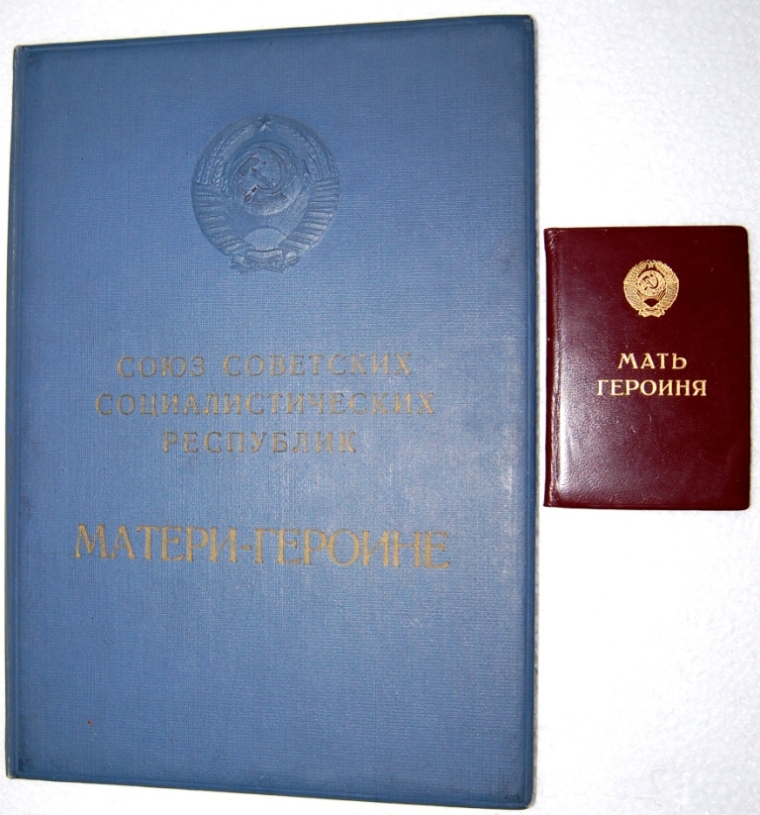 СОЮЗ СОВЕТСКИХ
СОЦИАЛИСТИЧЕСКИХ
РЕСПУБЛИК
МАТЕРИ-ГЕРОИНЕ
МАТЬ
ГЕРОИНЯ